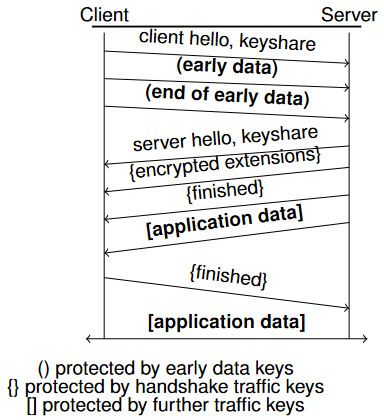 Client Server
client hello, keyshare
(early data)
(end of early data)
server hello, keyshare
{encrypted extensions}
{finished}
[application data]
{finished}
[application data]
() protected by early data keys
{} protected by handshake traffic keys
[] protected by further traffic keys